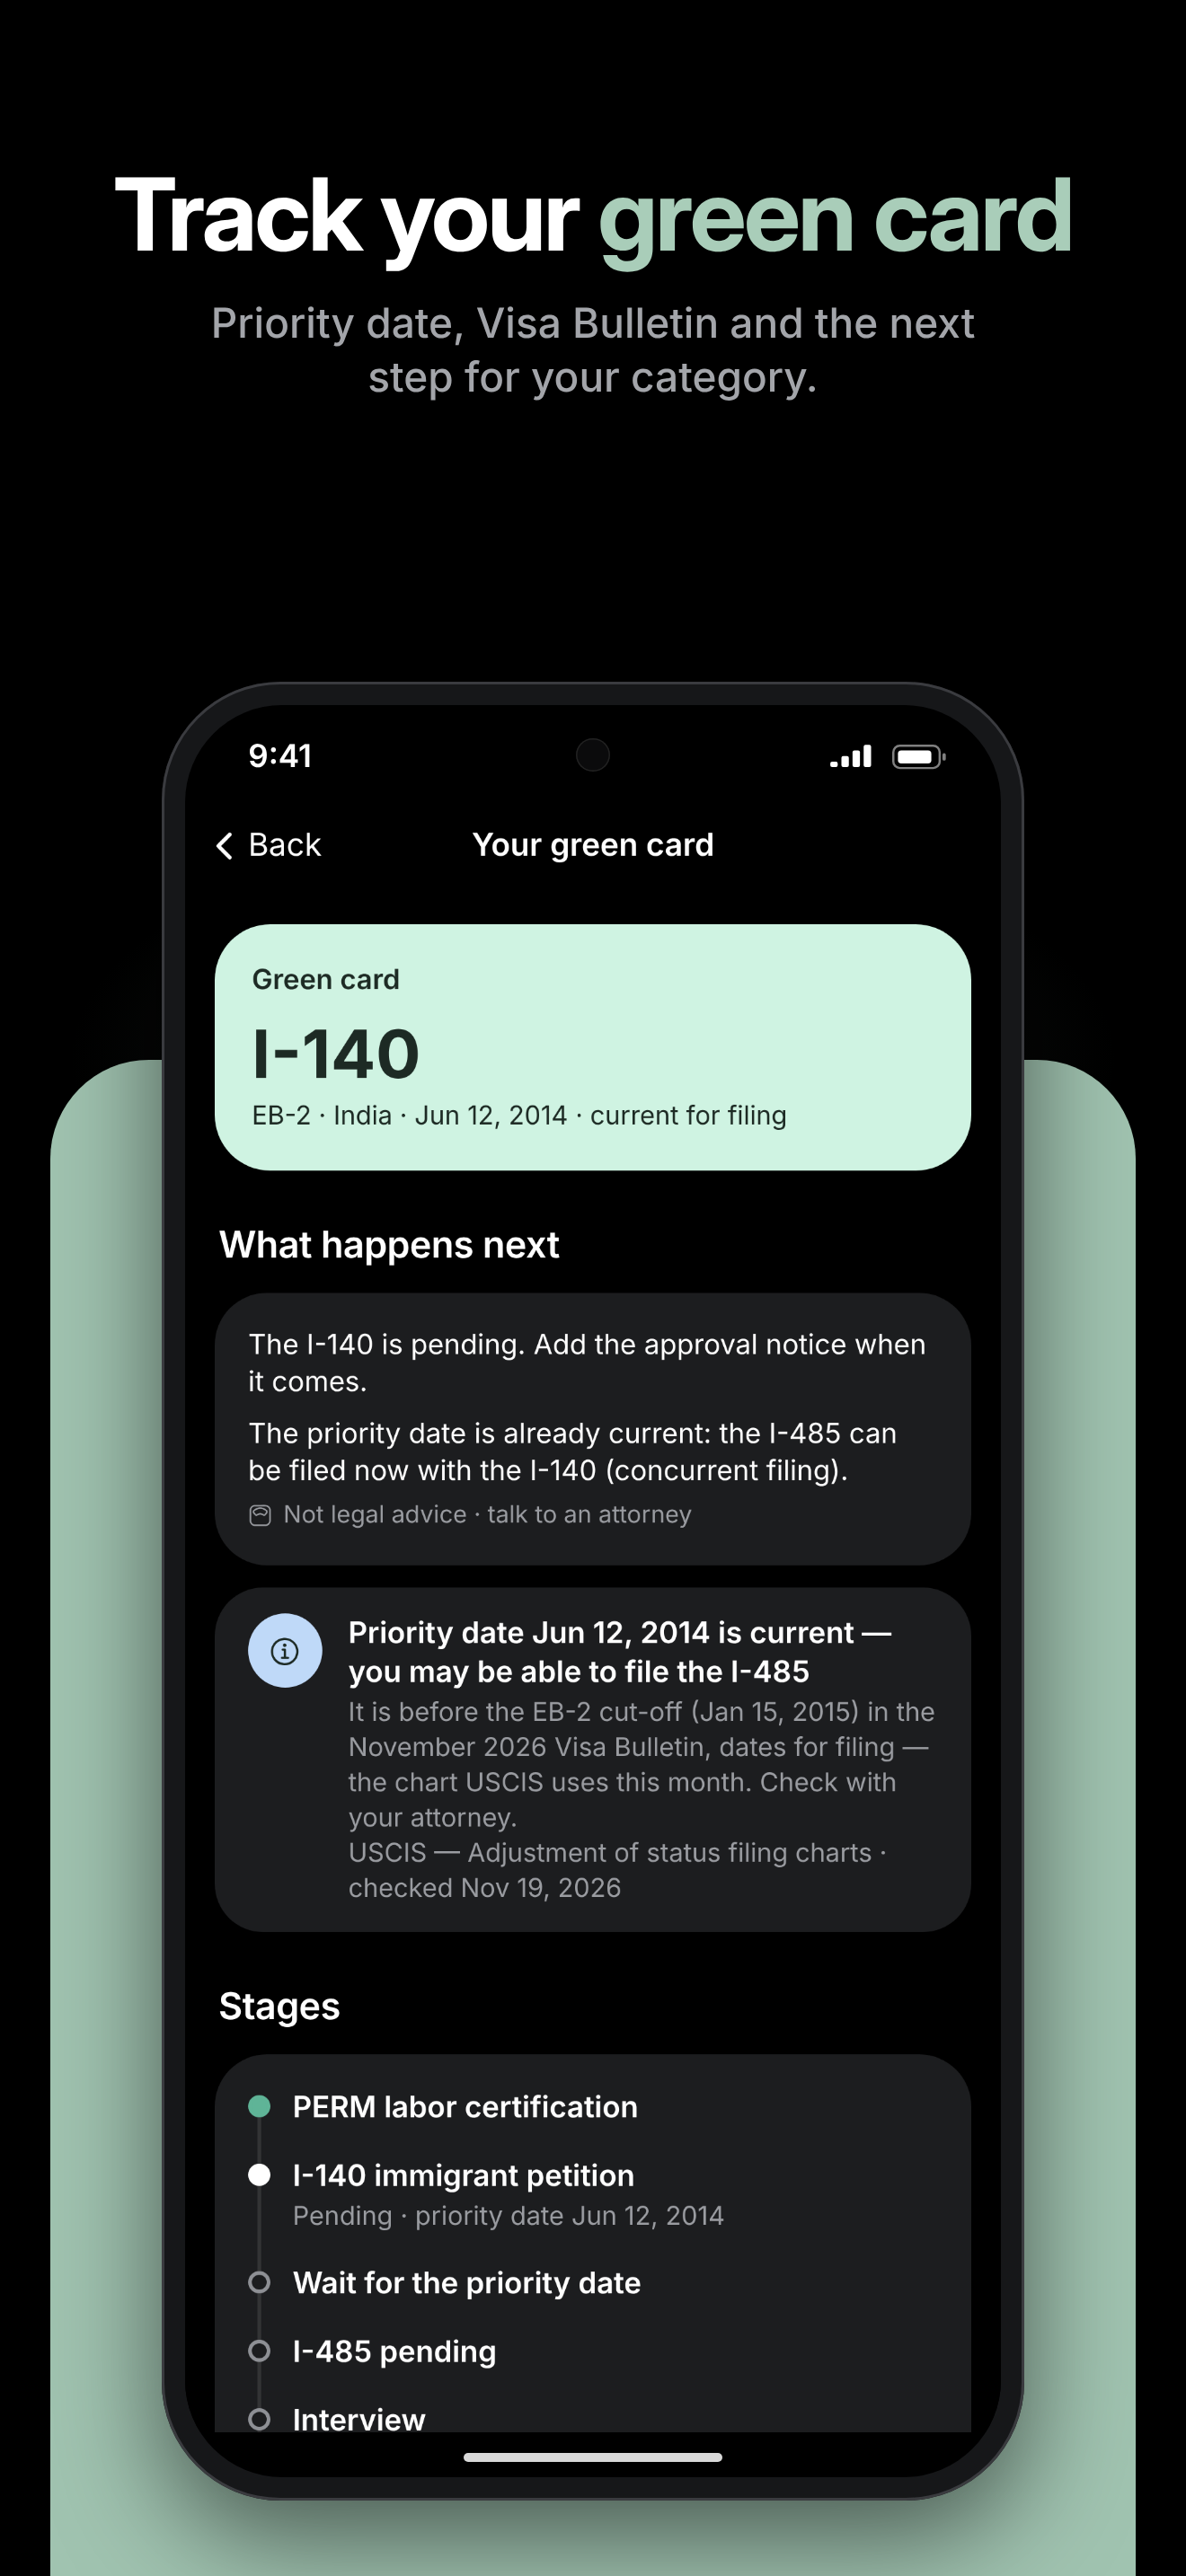 Track your green card
Priority date, Visa Bulletin and the next
step for your category.
9:41
Back
Your green card
Green card
I-140
EB-2 · India · Jun 12, 2014 · current for filing
What happens next
The I-140 is pending. Add the approval notice when
it comes.
The priority date is already current: the I-485 can
be filed now with the I-140 (concurrent filing).
Not legal advice · talk to an attorney
Priority date Jun 12, 2014 is current —
you may be able to file the I-485
It is before the EB-2 cut-off (Jan 15, 2015) in the
November 2026 Visa Bulletin, dates for filing —
the chart USCIS uses this month. Check with
your attorney.
USCIS — Adjustment of status filing charts ·
checked Nov 19, 2026
Stages
PERM labor certification
I-140 immigrant petition
Pending · priority date Jun 12, 2014
Wait for the priority date
I-485 pending
Interview